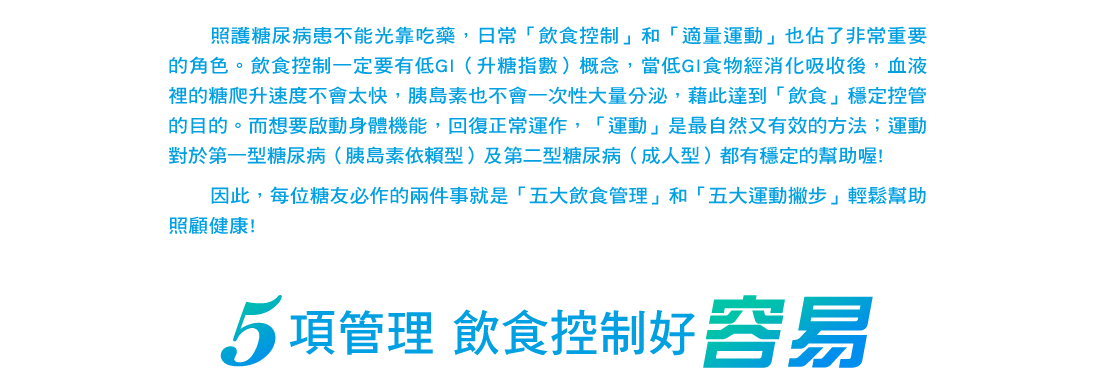 照護糖尿病患不能光靠吃藥，日常「飲食控制」和「適量運動」也佔了非常重要
的角色。飲食控制一定要有低GI（升糖指數）概念，當低GI食物經消化吸收後，血液
裡的糖爬升速度不會太快，胰島素也不會一次性大量分泌，藉此達到「飲食」穩定控管
的目的。而想要啟動身體機能，回復正常運作，「運動」是最自然又有效的方法；運動
對於第一型糖尿病（胰島素依賴型）及第二型糖尿病（成人型）都有穩定的幫助喔!
因此，每位糖友必作的兩件事就是「五大飲食管理」和「五大運動撇步」輕鬆幫助
照顧健康!
5項管理 飲食控制好容易